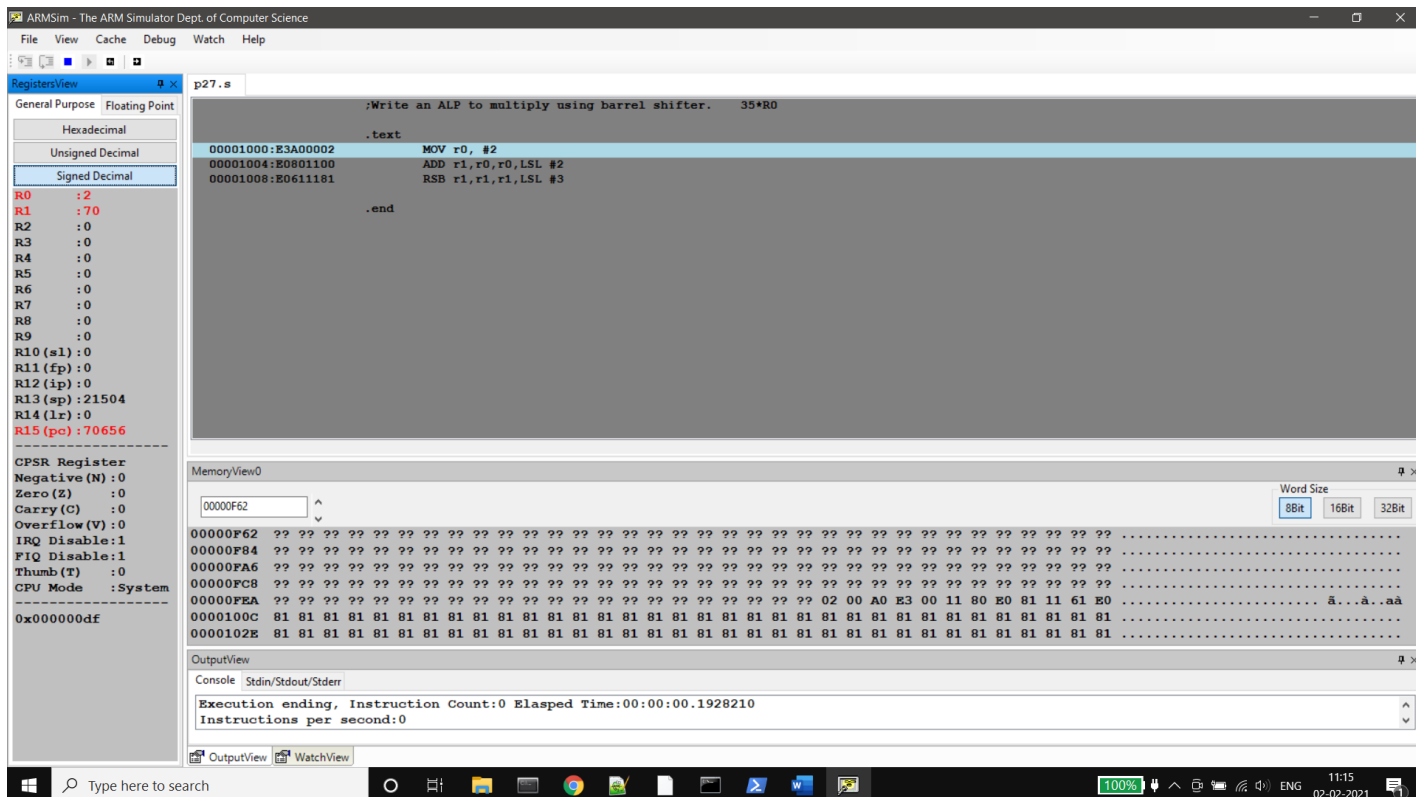 ARMSim - The ARM Simulator Dept. of Computer Science
File View Cache Debug Watch Help
RegistersView
General Purpose Floating Point
Hexadecimal
Unsigned Decimal
Signed Decimal
R0 :2
R1 :70
R2 :0
R3 :0
R4 :0
R5 :0
R6 :0
R7 :0
R8 :0
R9 :0
R10(sl):0
R11(fp):0
R12(ip):0
R13(sp):21504
R14(lr):0
R15(pc):70656
--------------------
CPSR Register
Negative(N):0
Zero(Z) :0
Carry(C) :0
Overflow(V):0
IRQ Disable:1
FIQ Disable:1
Thumb(T) :0
CPU Mode :System
--------------------
0x000000df
p27.s
;Write an ALP to multiply using barrel shifter. 35*R0
.text
00001000:E3A00002 MOV r0, #2
00001004:E0801100 ADD r1,r0,r0,LSL #2
00001008:E0611181 RSB r1,r1,r1,LSL #3
.end
MemoryView0
00000F62
Word Size
8Bit 16Bit 32Bit
00000F62 ?? ?? ?? ?? ?? ?? ?? ?? ?? ?? ?? ?? ?? ?? ?? ?? ?? ?? ?? ?? ?? ?? ?? ?? ?? ?? ?? ?? ?? ?? ?? ?? ?? ?? ..................................
00000F84 ?? ?? ?? ?? ?? ?? ?? ?? ?? ?? ?? ?? ?? ?? ?? ?? ?? ?? ?? ?? ?? ?? ?? ?? ?? ?? ?? ?? ?? ?? ?? ?? ?? ?? ..................................
00000FA6 ?? ?? ?? ?? ?? ?? ?? ?? ?? ?? ?? ?? ?? ?? ?? ?? ?? ?? ?? ?? ?? ?? ?? ?? ?? ?? ?? ?? ?? ?? ?? ?? ?? ?? ..................................
00000FC8 ?? ?? ?? ?? ?? ?? ?? ?? ?? ?? ?? ?? ?? ?? ?? ?? ?? ?? ?? ?? ?? ?? ?? ?? ?? ?? ?? ?? ?? ?? ?? ?? ?? ?? ..................................
00000FEA ?? ?? ?? ?? ?? ?? ?? ?? ?? ?? ?? ?? ?? ?? ?? ?? ?? ?? ?? ?? ?? ?? 02 00 A0 E3 00 11 80 E0 81 11 61 E0 ........................ ã...à..aà
0000100C 81 81 81 81 81 81 81 81 81 81 81 81 81 81 81 81 81 81 81 81 81 81 81 81 81 81 81 81 81 81 81 81 81 81 ..................................
0000102E 81 81 81 81 81 81 81 81 81 81 81 81 81 81 81 81 81 81 81 81 81 81 81 81 81 81 81 81 81 81 81 81 81 81 ..................................
OutputView
Console Stdin/Stdout/Stderr
Execution ending, Instruction Count:0 Elasped Time:00:00:00.1928210
Instructions per second:0
OutputView WatchView
Type here to search
100%
ENG
11:15
02-02-2021
1